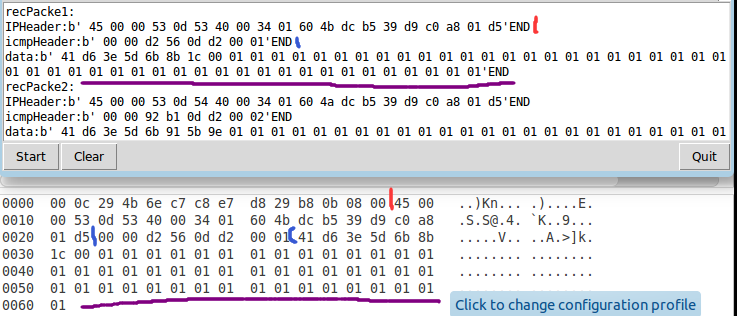 recPacke1:
IPHeader:b' 45 00 00 53 0d 53 40 00 34 01 60 4b dc b5 39 d9 c0 a8 01 d5'END
icmpHeader:b' 00 00 d2 56 0d d2 00 01'END
data:b' 41 d6 3e 5d 6b 8b 1c 00 01 01 01 01 01 01 01 01 01 01 01 01 01 01 01 01 01 01 01 01 01 01 01 01
01 01 01 01 01 01 01 01 01 01 01 01 01 01 01 01 01 01 01 01 01 01 01'END
recPacke2:
IPHeader:b' 45 00 00 53 0d 54 40 00 34 01 60 4a dc b5 39 d9 c0 a8 01 d5'END
icmpHeader:b' 00 00 92 b1 0d d2 00 02'END
data:b' 41 d6 3e 5d 6b 91 5b 9e 01 01 01 01 01 01 01 01 01 01 01 01 01 01 01 01 01 01 01 01 01 01 01 01
Start Clear Quit
0000 00 0c 29 4b 6e c7 c8 e7 d8 29 b8 0b 08 00 45 00 ..)Kn... .)....E.
0010 00 53 0d 53 40 00 34 01 60 4b dc b5 39 d9 c0 a8 .S.S@.4. `K..9...
0020 01 d5 00 00 d2 56 0d d2 00 01 41 d6 3e 5d 6b 8b .....V.. ..A.>]k.
0030 1c 00 01 01 01 01 01 01 01 01 01 01 01 01 01 01 ........ ........
0040 01 01 01 01 01 01 01 01 01 01 01 01 01 01 01 01 ........ ........
0050 01 01 01 01 01 01 01 01 01 01 01 01 01 01 01 01
0060 01
Click to change configuration profile